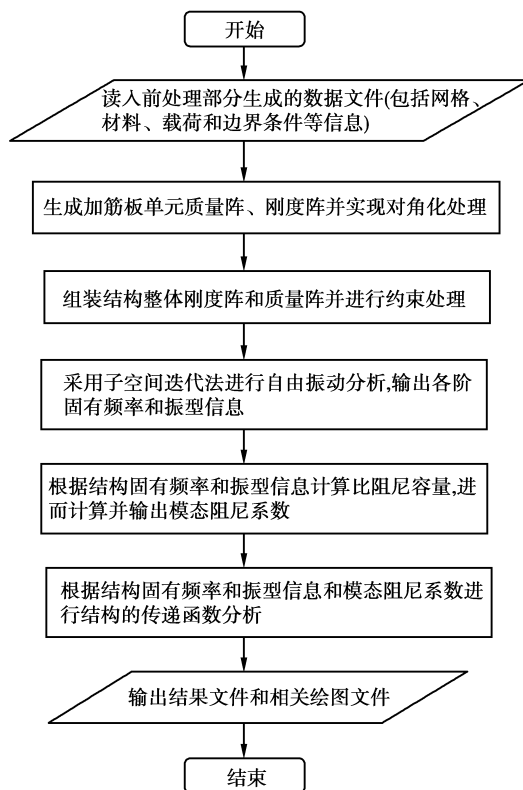 开始
读入前处理部分生成的数据文件(包括网格、
材料、载荷和边界条件等信息)
生成加筋板单元质量阵、刚度阵并实现对角化处理
组装结构整体刚度阵和质量阵并进行约束处理
采用子空间迭代法进行自由振动分析,输出各阶
固有频率和振型信息
根据结构固有频率和振型信息计算比阻尼容量,进
而计算并输出模态阻尼系数
根据结构固有频率和振型信息和模态阻尼系数进
行结构的传递函数分析
输出结果文件和相关绘图文件
结束